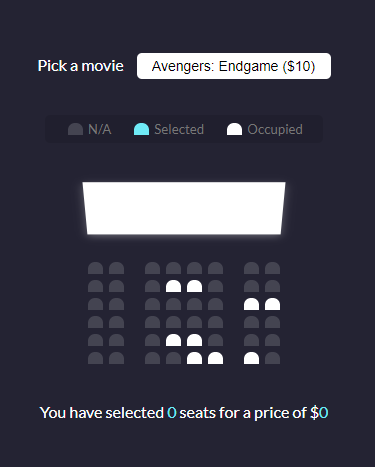 Pick a movie Avengers: Endgame ($10)
N/A Selected Occupied
You have selected 0 seats for a price of $0